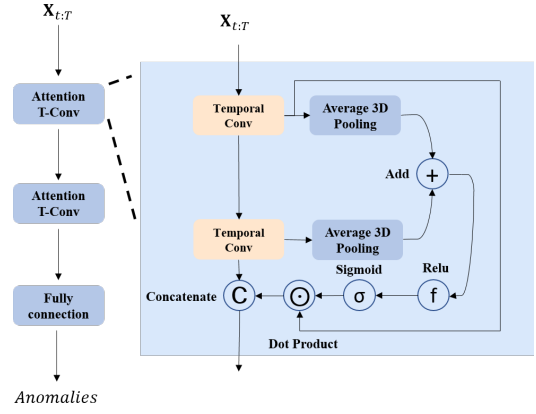 X_{t:T}
X_{t:T}
Attention
T-Conv
Attention
T-Conv
Fully
connection
Anomalies
Temporal
Conv
Average 3D
Pooling
Add
+
Temporal
Conv
Average 3D
Pooling
Sigmoid
Relu
Concatenate
C
⊙
σ
f
Dot Product